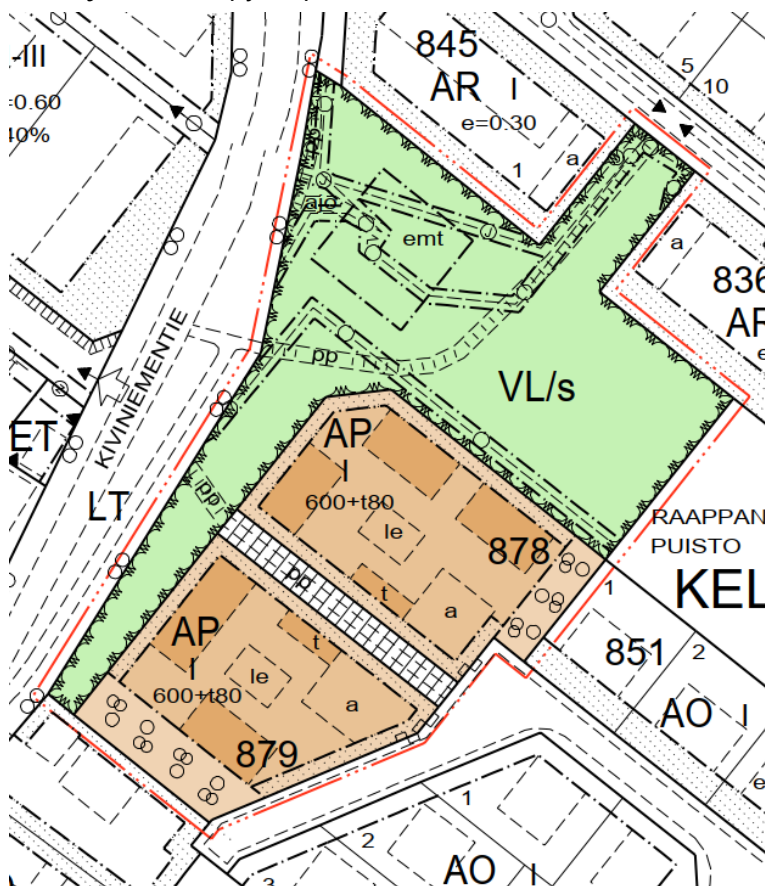 845
AR I
e=0.30
1
a
5
10
-III
=0.60
40%
pp
ajo
emt
a
836
AR
e
KIVINIEMENTIE
pp
VL/s
ET
LT
pp
AP
I
600+t80
le
878
t
a
pp
RAAPPAN
PUISTO
KEL
1
851
2
AO I
e
AP
I
600+t80
t
le
a
879
1
2
3
AO I